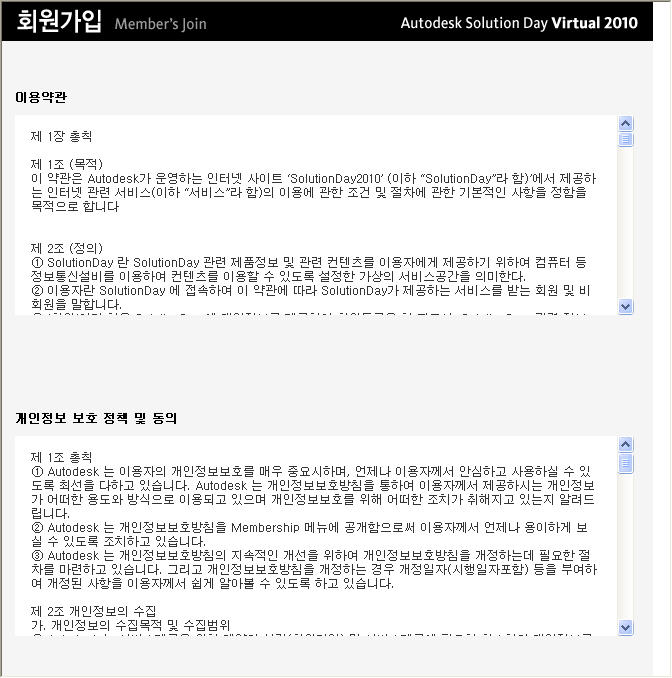 회원가입 Member's Join
Autodesk Solution Day Virtual 2010
이용약관
제 1장 총칙
제 1조 (목적)
이 약관은 Autodesk가 운영하는 인터넷 사이트 ‘SolutionDay2010’ (이하 “SolutionDay”라 함)’에서 제공하
는 인터넷 관련 서비스(이하 “서비스”라 함)의 이용에 관한 조건 및 절차에 관한 기본적인 사항을 정함을
목적으로 합니다
제 2조 (정의)
① SolutionDay 란 SolutionDay 관련 제품정보 및 관련 컨텐츠를 이용자에게 제공하기 위하여 컴퓨터 등
정보통신설비를 이용하여 컨텐츠를 이용할 수 있도록 설정한 가상의 서비스공간을 의미한다.
② 이용자란 SolutionDay 에 접속하여 이 약관에 따라 SolutionDay가 제공하는 서비스를 받는 회원 및 비
회원을 말합니다.
개인정보 보호 정책 및 동의
제 1조 총칙
① Autodesk 는 이용자의 개인정보보호를 매우 중요시하며, 언제나 이용자께서 안심하고 사용하실 수 있
도록 최선을 다하고 있습니다. Autodesk 는 개인정보보호방침을 통하여 이용자께서 제공하시는 개인정보
가 어떠한 용도와 방식으로 이용되고 있으며 개인정보보호를 위해 어떠한 조치가 취해지고 있는지 알려드
립니다.
② Autodesk 는 개인정보보호방침을 Membership 메뉴에 공개함으로써 이용자께서 언제나 용이하게 보
실 수 있도록 조치하고 있습니다.
③ Autodesk 는 개인정보보호방침의 지속적인 개선을 위하여 개인정보보호방침을 개정하는데 필요한 절
차를 마련하고 있습니다. 그리고 개인정보보호방침을 개정하는 경우 개정일자(시행일자포함) 등을 부여하
여 개정된 사항을 이용자께서 쉽게 알아볼 수 있도록 하고 있습니다.
제 2조 개인정보의 수집
가. 개인정보의 수집목적 및 수집범위